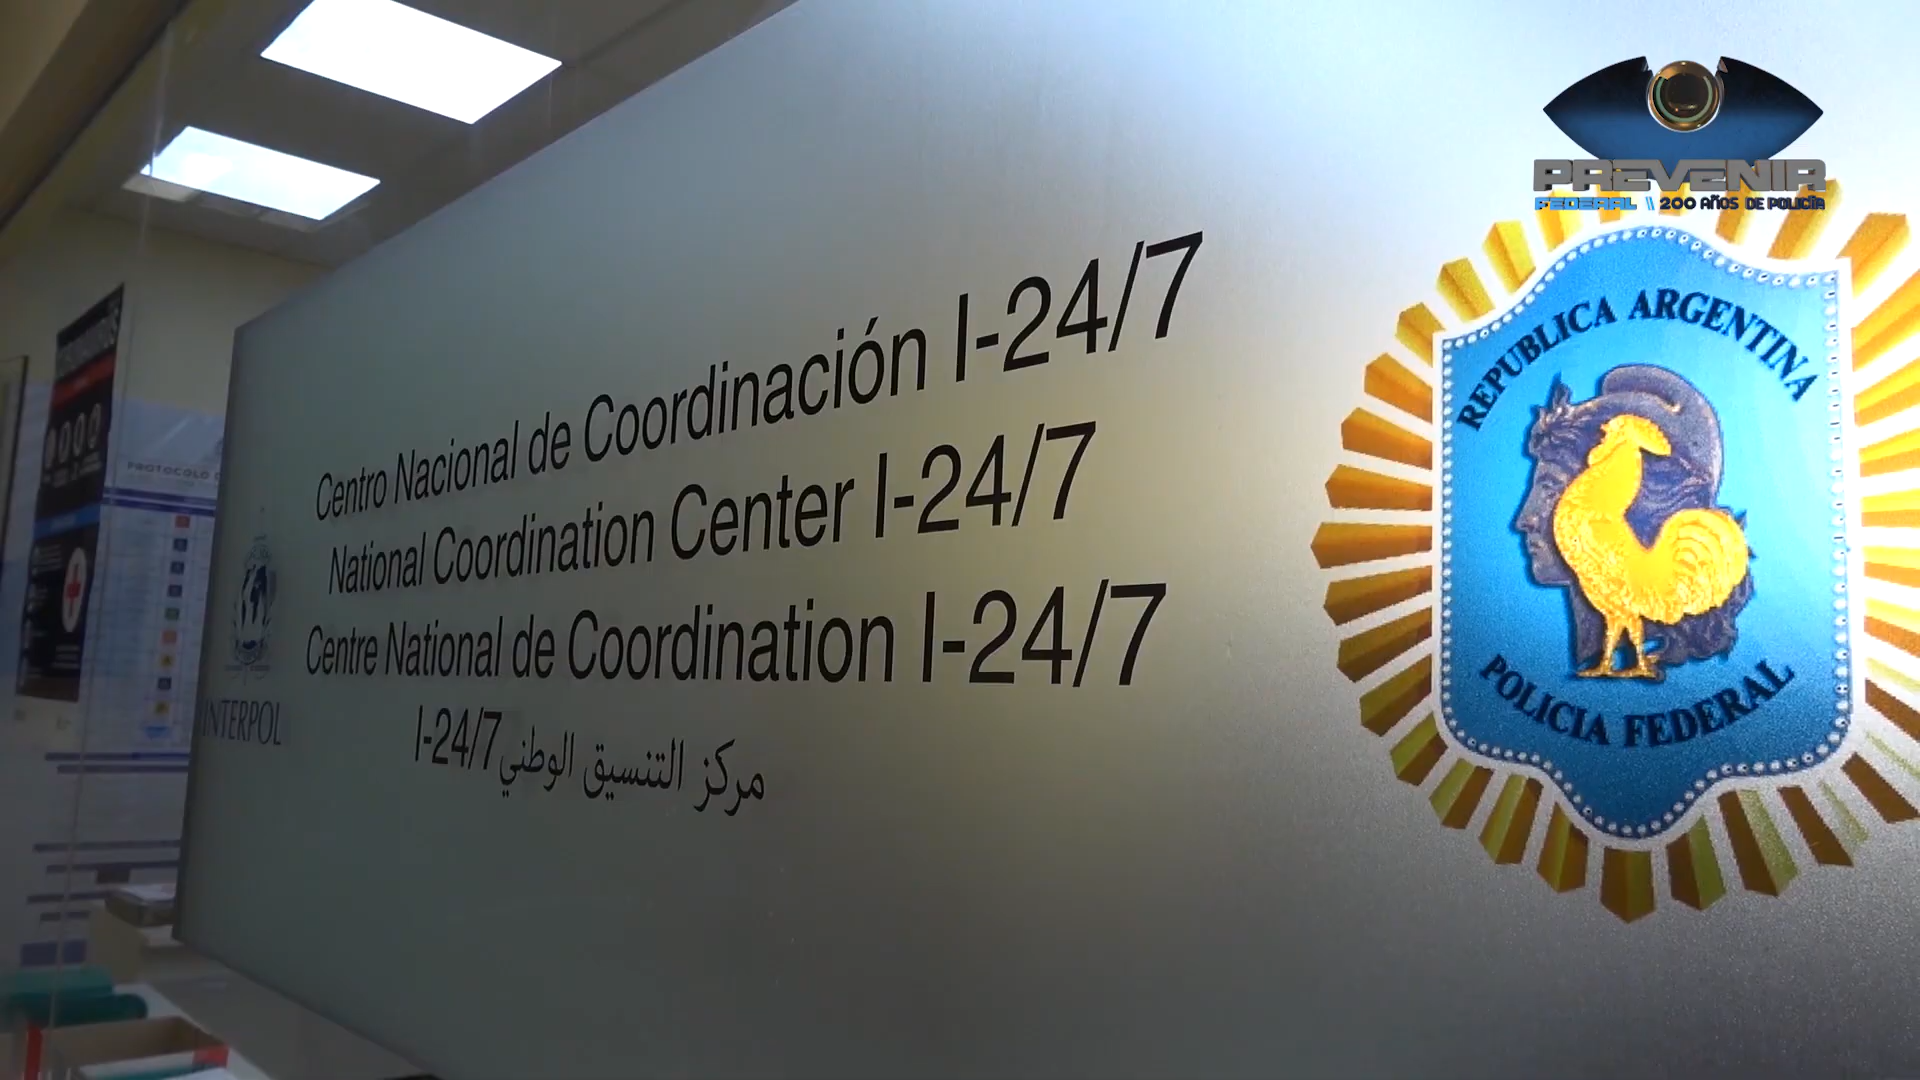 PREVENIR
FEDERAL \\ 200 AÑOS DE POLICÍA
Centro Nacional de Coordinación I-24/7
National Coordination Center I-24/7
Centre National de Coordination I-24/7
مركز التنسيق الوطني I-24/7
INTERPOL
REPUBLICA ARGENTINA
POLICIA FEDERAL
PROTOCOLO